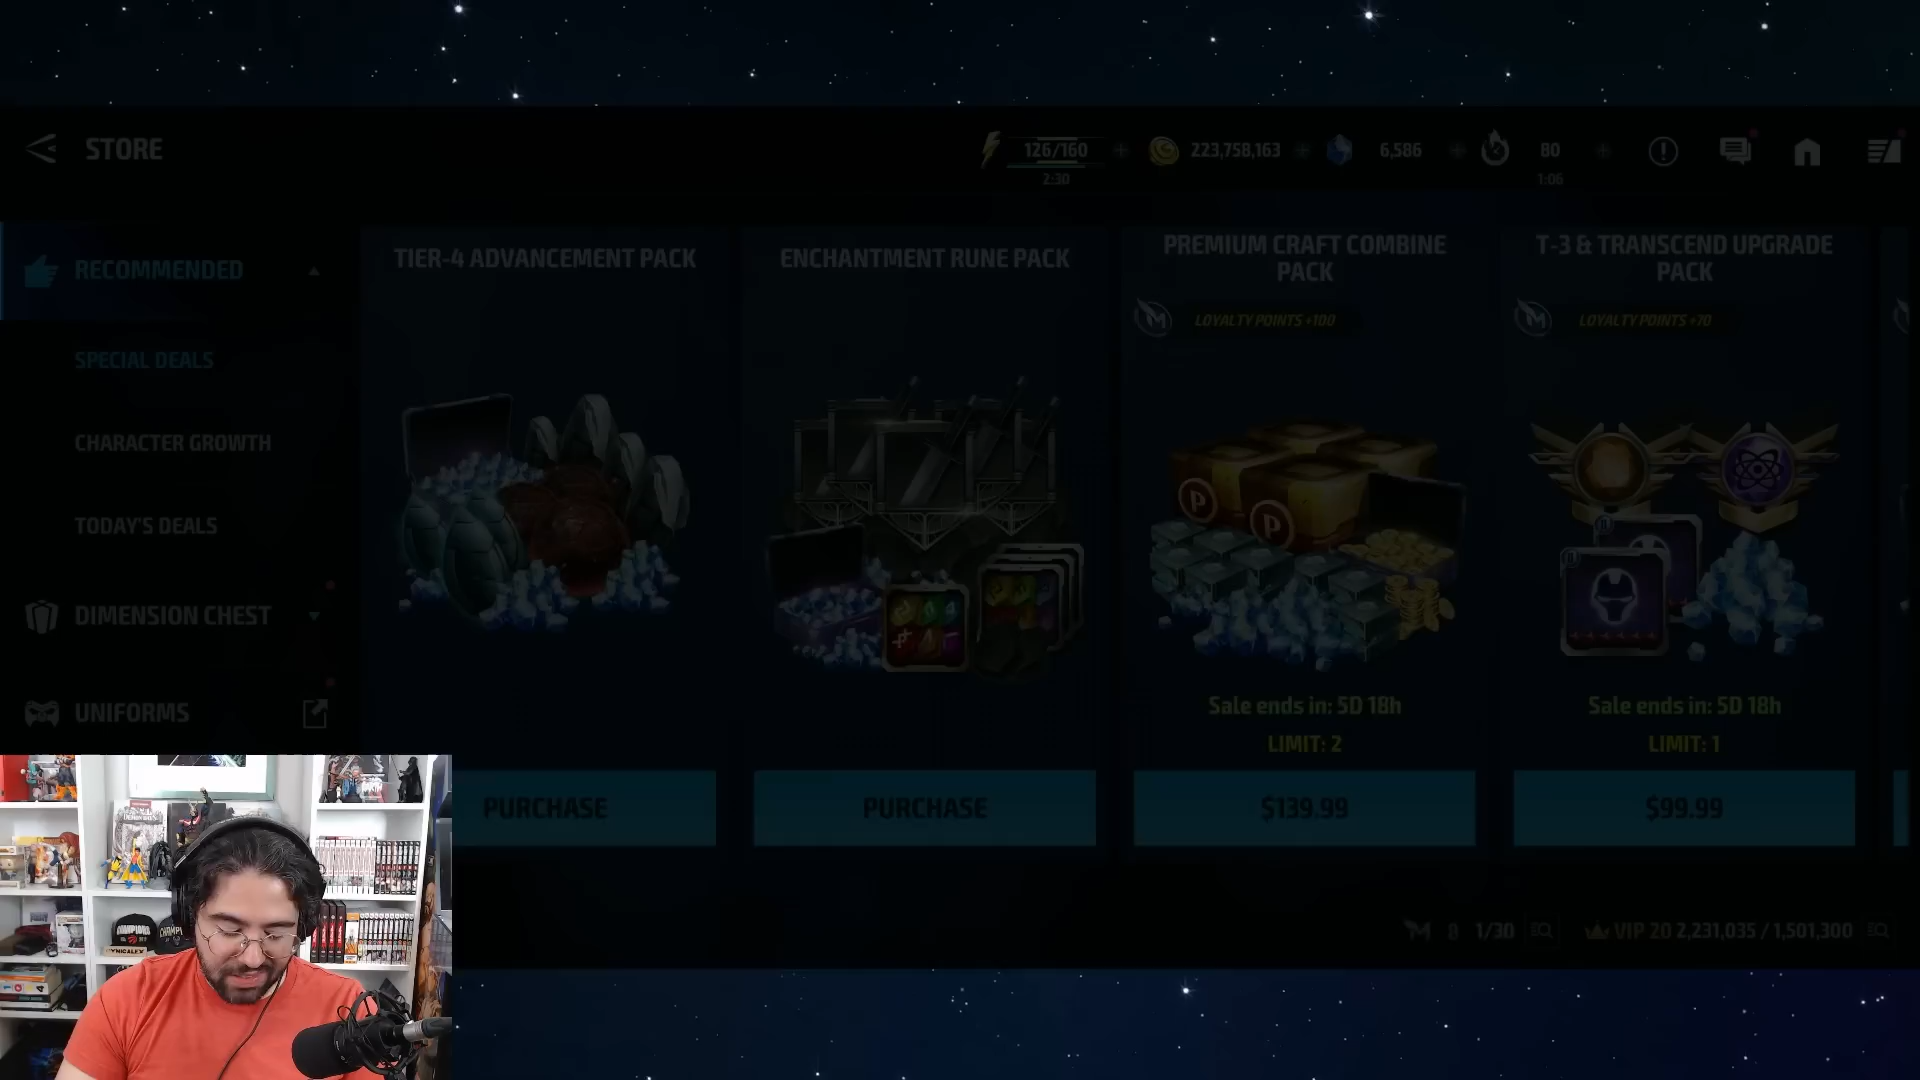 STORE
126/160
2:30
223,758,163
6,586
80
1:06
RECOMMENDED
SPECIAL DEALS
CHARACTER GROWTH
TODAY'S DEALS
DIMENSION CHEST
UNIFORMS
TIER-4 ADVANCEMENT PACK
PURCHASE
ENCHANTMENT RUNE PACK
PURCHASE
PREMIUM CRAFT COMBINE
PACK
LOYALTY POINTS +100
P
P
Sale ends in: 5D 18h
LIMIT: 2
$139.99
T-3 & TRANSCEND UPGRADE
PACK
LOYALTY POINTS +70
Sale ends in: 5D 18h
LIMIT: 1
$99.99
8 1/30
VIP 20 2,231,035 / 1,501,300
CHAMPIONS